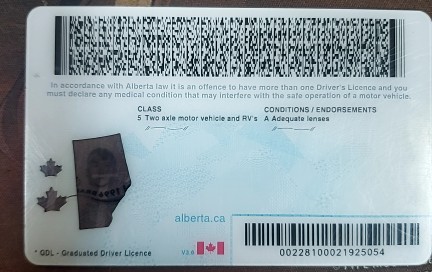 In accordance with Alberta law it is an offence to have more than one Driver's Licence and you
must declare any medical condition that may interfere with the safe operation of a motor vehicle.
CLASS CONDITIONS / ENDORSEMENTS
5 Two axle motor vehicle and RV's A Adequate lenses
alberta.ca
* GDL - Graduated Driver Licence
00228100021925054